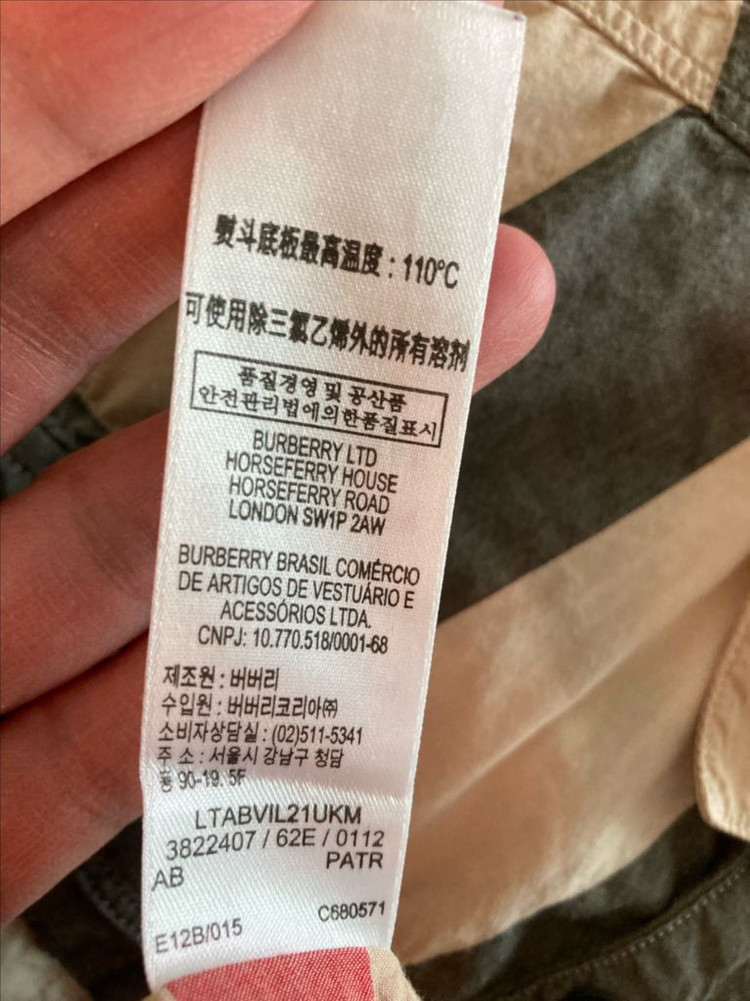 熨斗底板最高温度：110°C
可使用除三氯乙烯外的所有溶剂
품질경영 및 공산품
안전관리법에의한품질표시
BURBERRY LTD
HORSEFERRY HOUSE
HORSEFERRY ROAD
LONDON SW1P 2AW
BURBERRY BRASIL COMÉRCIO
DE ARTIGOS DE VESTUÁRIO E
ACESSÓRIOS LTDA.
CNPJ: 10.770.518/0001-68
제조원 : 버버리
수입원 : 버버리코리아㈜
소비자상담실 : (02)511-5341
주 소 : 서울시 강남구 청담
동 90-19. 5F
LTABVIL21UKM
3822407 / 62E / 0112
PATR
AB
C680571
E12B/015